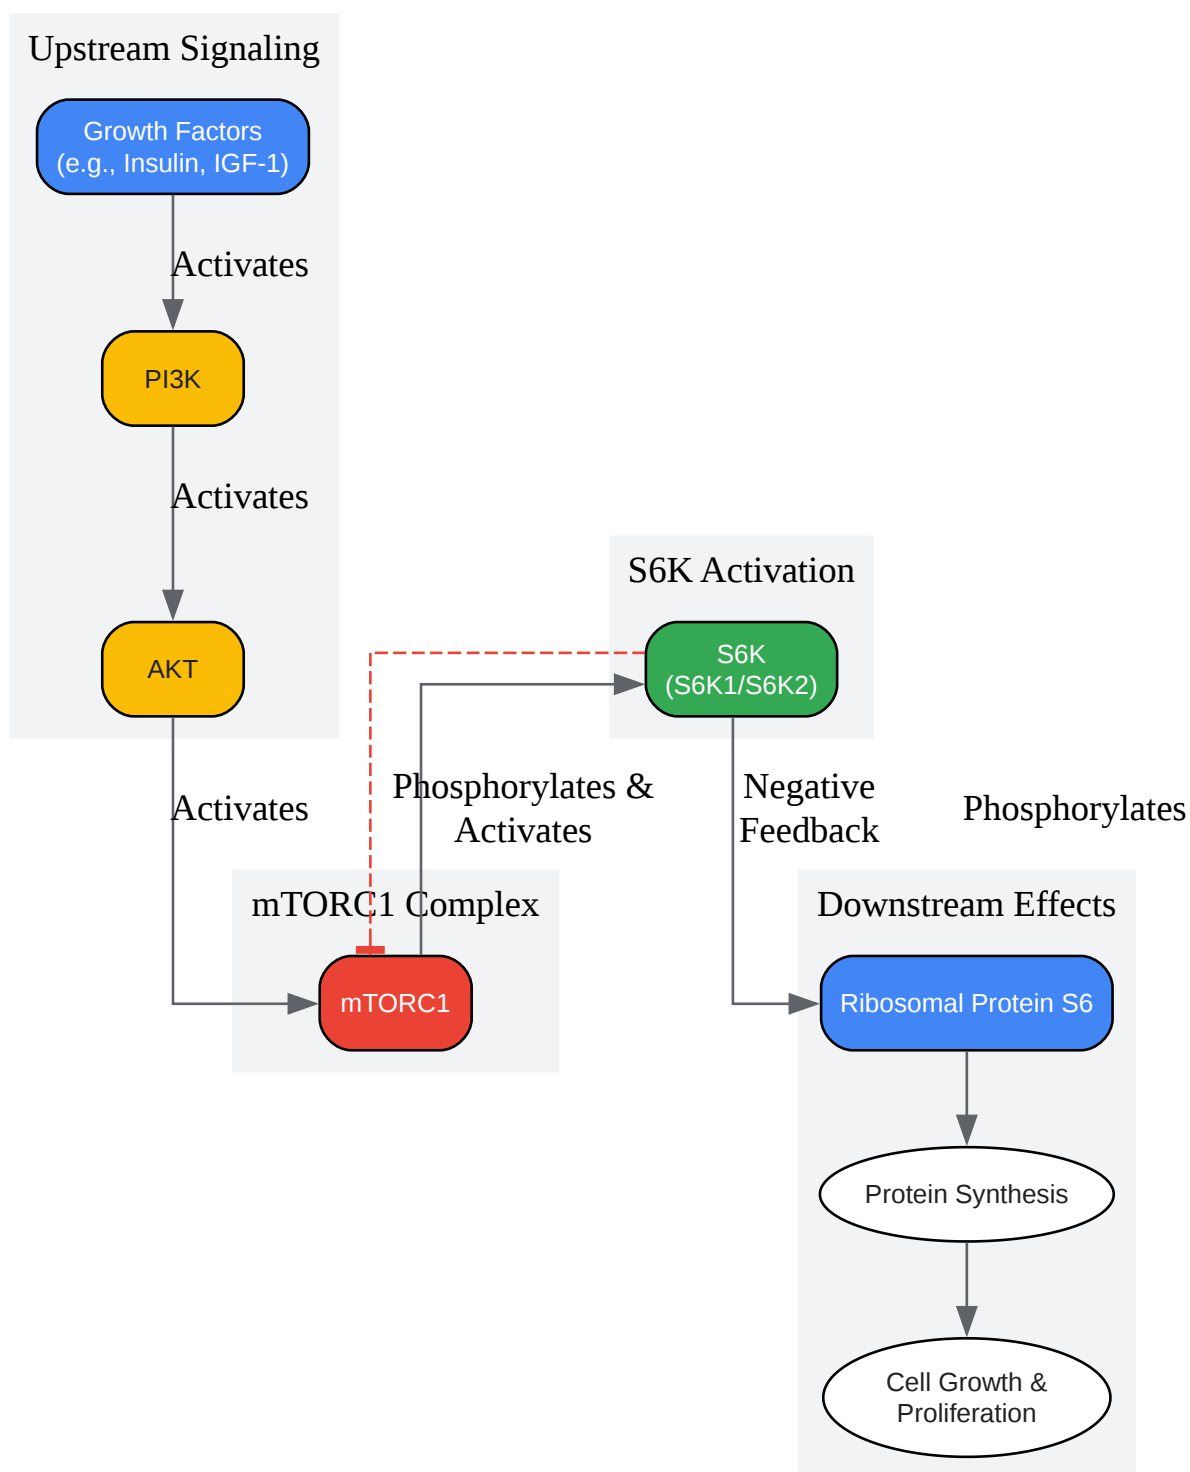 Upstream Signaling
Growth Factors
(e.g., Insulin, IGF-1)
Activates
PI3K
Activates
AKT
Activates
S6K Activation
S6K
(S6K1/S6K2)
Phosphorylates &
Activates
Negative
Feedback
Phosphorylates
mTORC1 Complex
mTORC1
Downstream Effects
Ribosomal Protein S6
Protein Synthesis
Cell Growth &
Proliferation